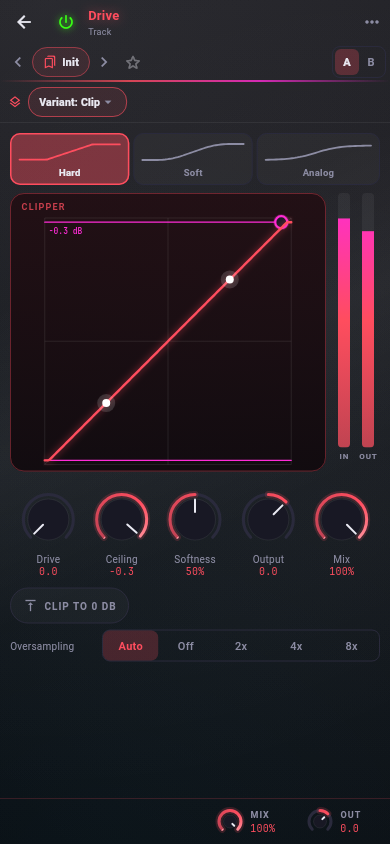 Drive
Track
Init
A
B
Variant: Clip
Hard
Soft
Analog
CLIPPER
-0.3 dB
IN
OUT
Drive
Ceiling
Softness
Output
Mix
0.0
-0.3
50%
0.0
100%
CLIP TO 0 DB
Oversampling
Auto
Off
2x
4x
8x
MIX
100%
OUT
0.0